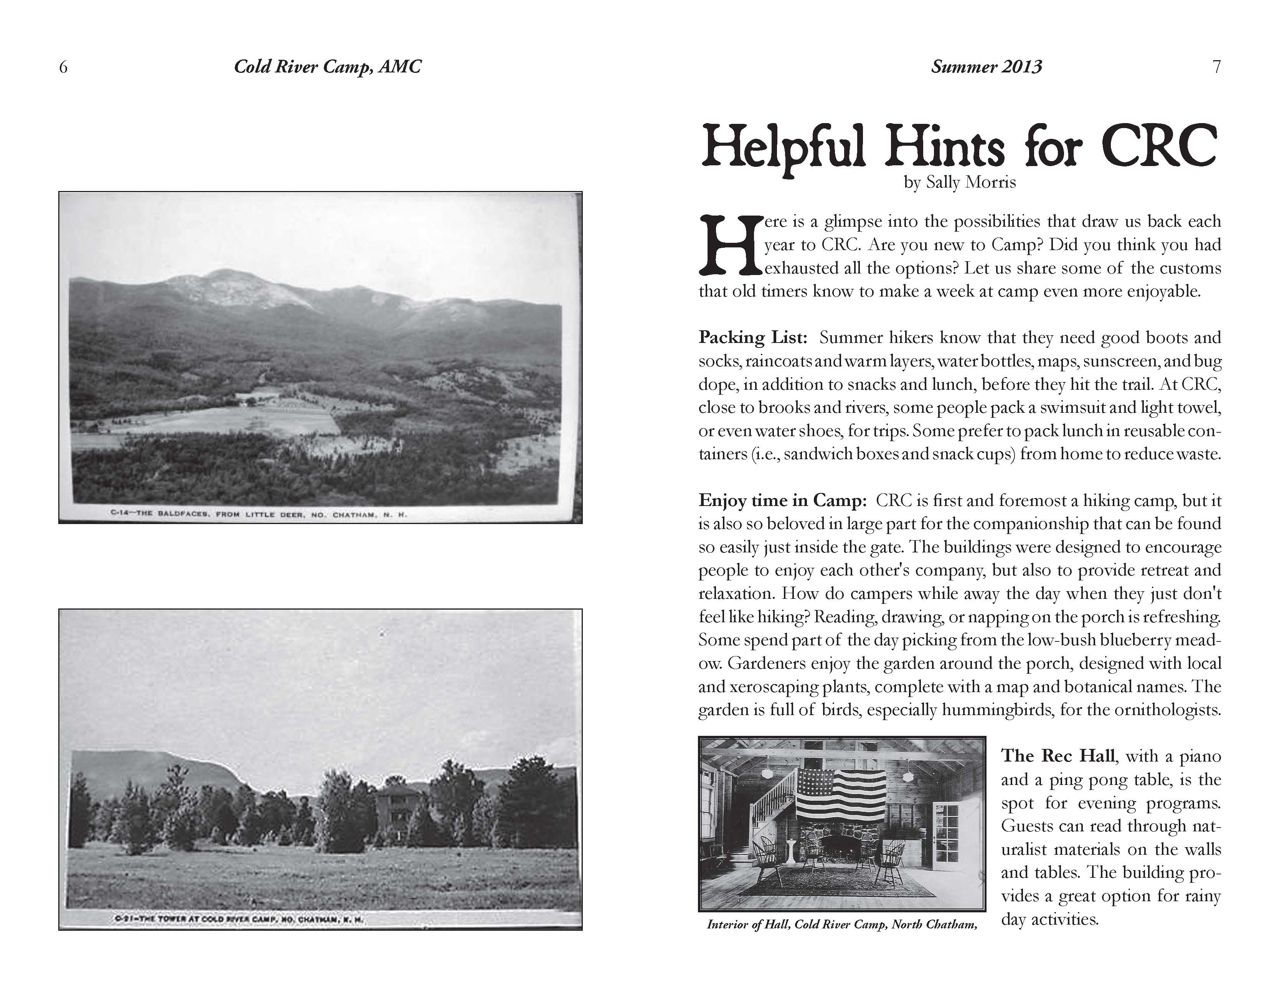 6
Cold River Camp, AMC
C-14—THE BALDFACES, FROM LITTLE DEER, NO. CHATHAM, N. H.
C-21—THE TOWER AT COLD RIVER CAMP, NO. CHATHAM, N. H.
Summer 2013
7
Helpful Hints for CRC
by Sally Morris
Here is a glimpse into the possibilities that draw us back each
year to CRC. Are you new to Camp? Did you think you had
exhausted all the options? Let us share some of the customs
that old timers know to make a week at camp even more enjoyable.
Packing List: Summer hikers know that they need good boots and
socks, raincoats and warm layers, water bottles, maps, sunscreen, and bug
dope, in addition to snacks and lunch, before they hit the trail. At CRC,
close to brooks and rivers, some people pack a swimsuit and light towel,
or even water shoes, for trips. Some prefer to pack lunch in reusable con-
tainers (i.e., sandwich boxes and snack cups) from home to reduce waste.
Enjoy time in Camp: CRC is first and foremost a hiking camp, but it
is also so beloved in large part for the companionship that can be found
so easily just inside the gate. The buildings were designed to encourage
people to enjoy each other's company, but also to provide retreat and
relaxation. How do campers while away the day when they just don't
feel like hiking? Reading, drawing, or napping on the porch is refreshing.
Some spend part of the day picking from the low-bush blueberry mead-
ow. Gardeners enjoy the garden around the porch, designed with local
and xeroscaping plants, complete with a map and botanical names. The
garden is full of birds, especially hummingbirds, for the ornithologists.
The Rec Hall, with a piano
and a ping pong table, is the
spot for evening programs.
Guests can read through nat-
uralist materials on the walls
and tables. The building pro-
vides a great option for rainy
day activities.
Interior of Hall, Cold River Camp, North Chatham,